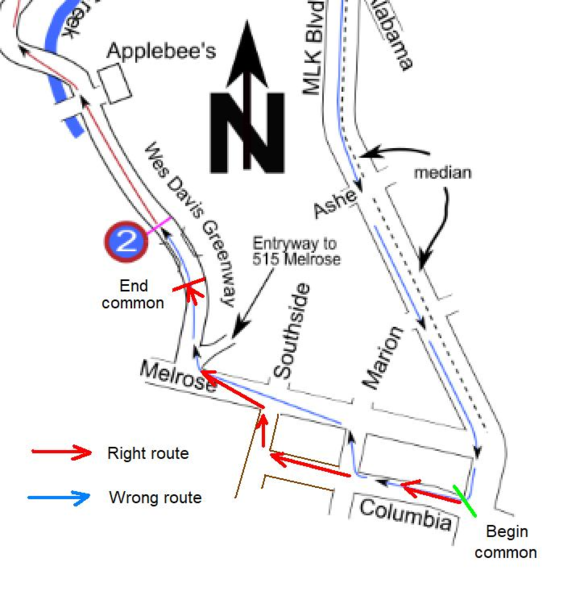 reek
Applebee's
MLK Blvd
Alabama
N
median
Wes Davis Greenway
Ashe
2
Entryway to
515 Melrose
End
common
Southside
Marion
Melrose
Right route
Wrong route
Columbia
Begin
common